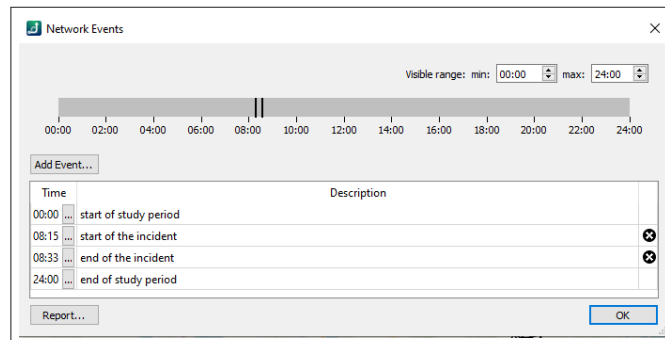 Network Events
Visible range: min: 00:00 max: 24:00
00:00 02:00 04:00 06:00 08:00 10:00 12:00 14:00 16:00 18:00 20:00 22:00 24:00
Add Event...
Time Description
00:00 ... start of study period
08:15 ... start of the incident
08:33 ... end of the incident
24:00 ... end of study period
Report... OK